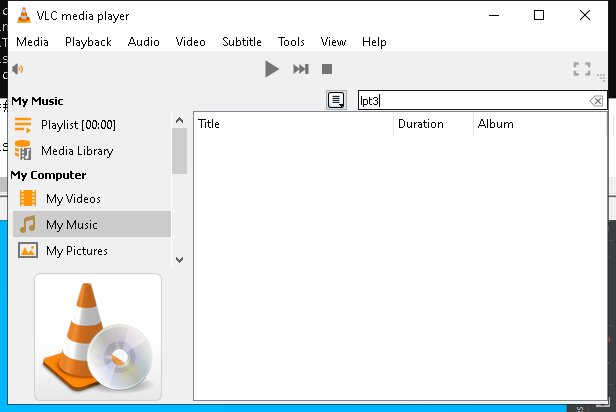 VLC media player
Media Playback Audio Video Subtitle Tools View Help
My Music
lpt3
Playlist [00:00]
Media Library
My Computer
My Videos
My Music
My Pictures
Title Duration Album